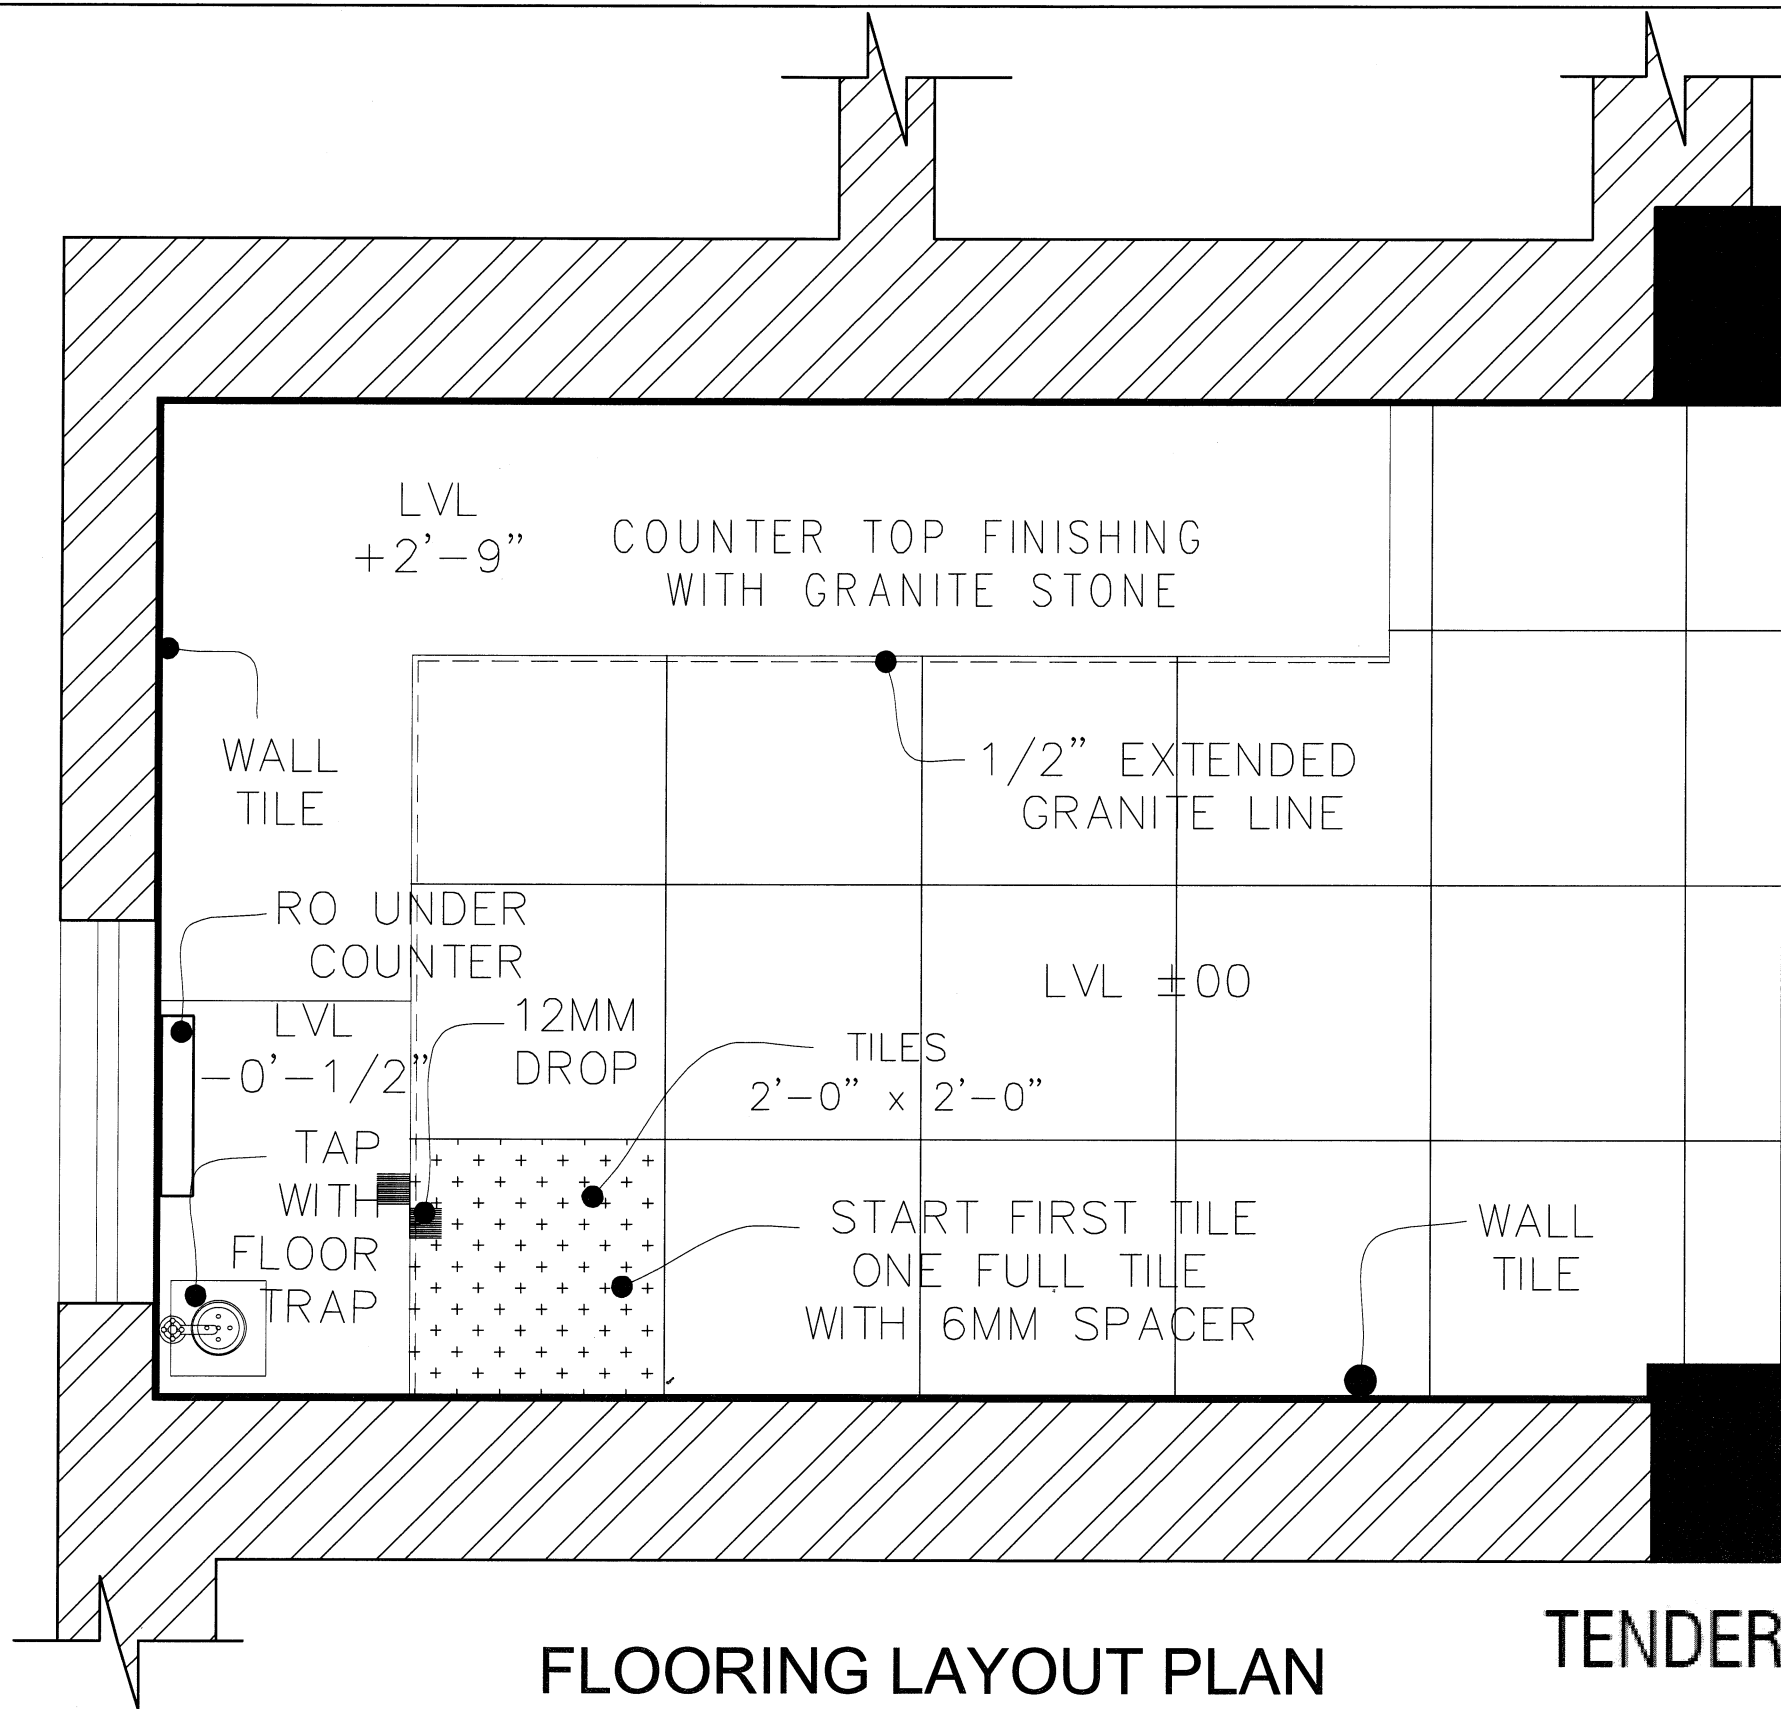 LVL
+2'-9"
COUNTER TOP FINISHING
WITH GRANITE STONE
WALL
TILE
1/2" EXTENDED
GRANITE LINE
RO UNDER
COUNTER
LVL ±00
LVL
-0'-1/2"
12MM
DROP
TILES
2'-0" x 2'-0"
TAP
WITH
FLOOR
TRAP
START FIRST TILE
ONE FULL TILE
WITH 6MM SPACER
WALL
TILE
TENDER
FLOORING LAYOUT PLAN